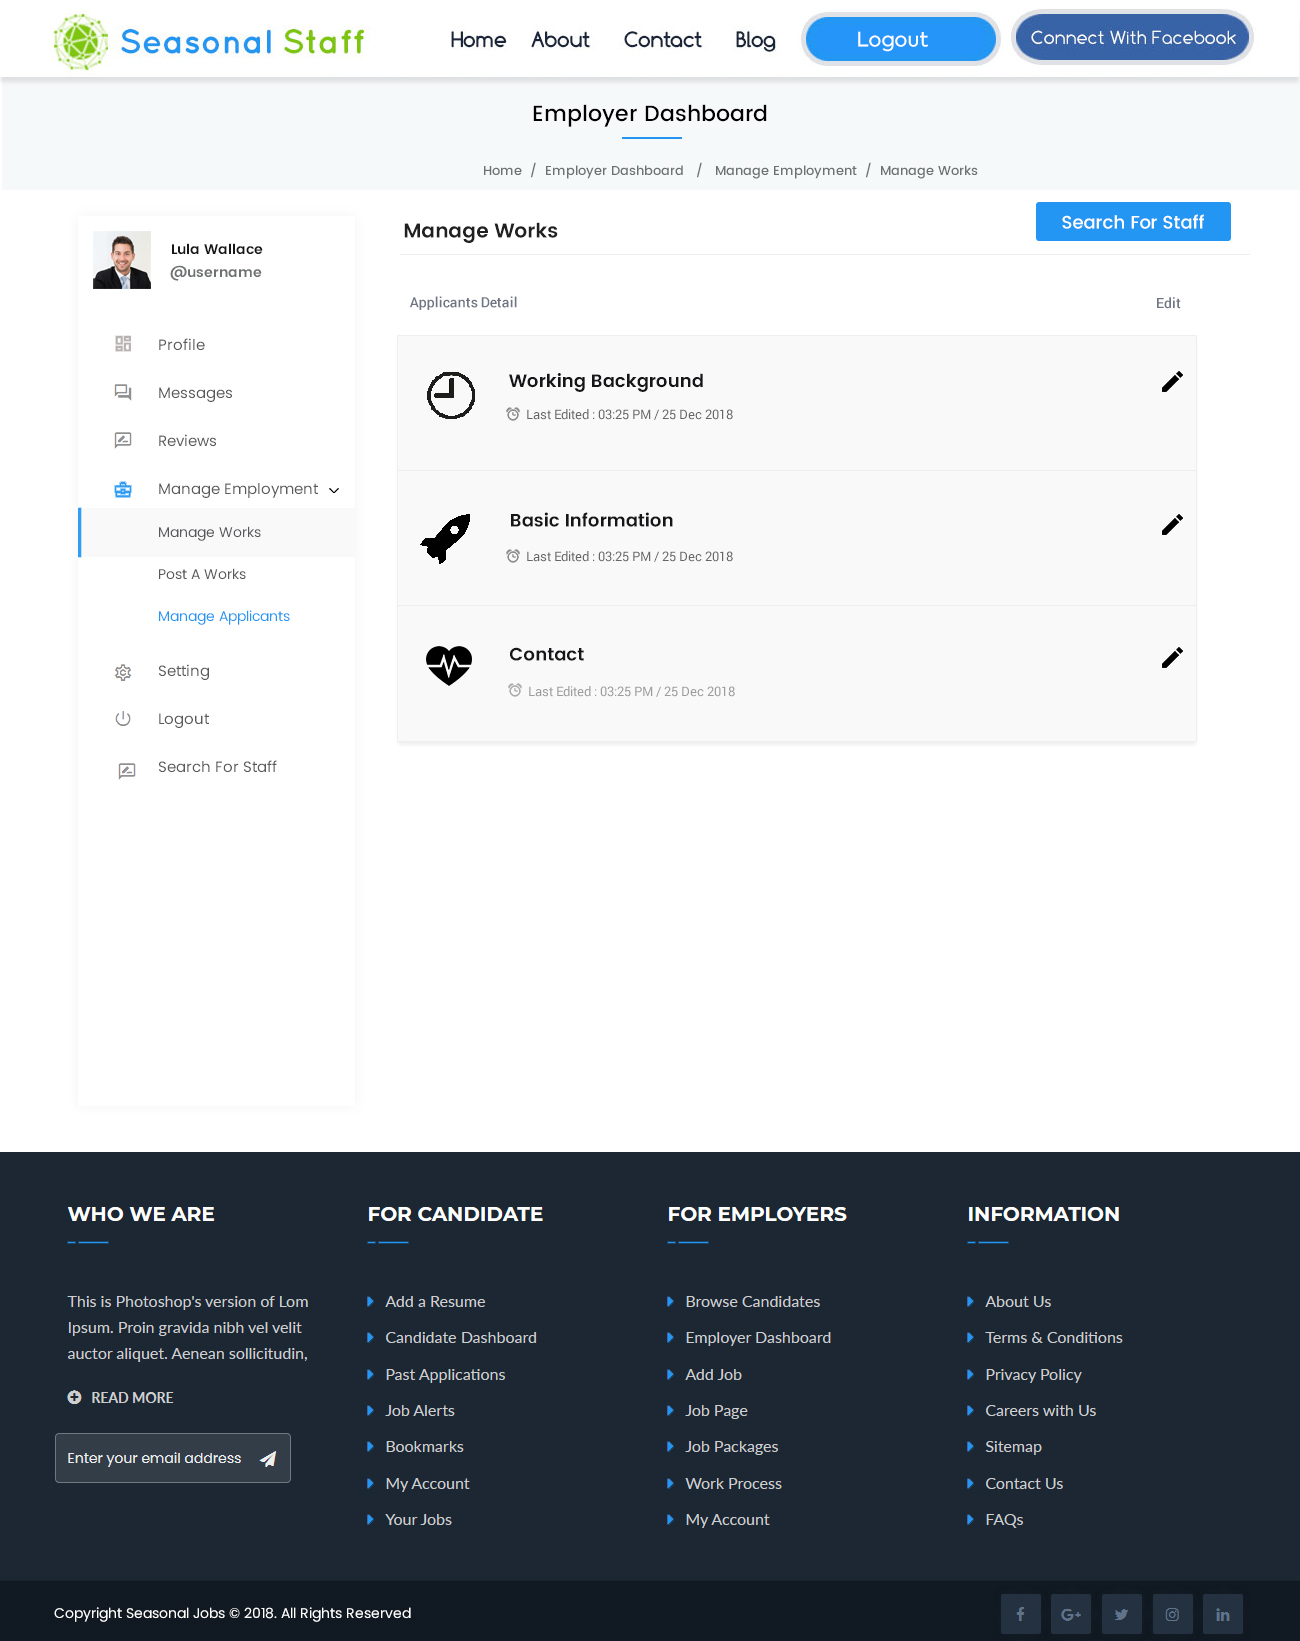 Seasonal Staff
Home About Contact Blog Logout Connect With Facebook
Employer Dashboard
Home / Employer Dashboard / Manage Employment / Manage Works
Lula Wallace
@username
Profile
Messages
Reviews
Manage Employment
Manage Works
Post A Works
Manage Applicants
Setting
Logout
Search For Staff
Manage Works
Search For Staff
Applicants Detail Edit
Working Background
Last Edited : 03:25 PM / 25 Dec 2018
Basic Information
Last Edited : 03:25 PM / 25 Dec 2018
Contact
Last Edited : 03:25 PM / 25 Dec 2018
WHO WE ARE
This is Photoshop's version of Lom
Ipsum. Proin gravida nibh vel velit
auctor aliquet. Aenean sollicitudin,
READ MORE
Enter your email address
FOR CANDIDATE
Add a Resume
Candidate Dashboard
Past Applications
Job Alerts
Bookmarks
My Account
Your Jobs
FOR EMPLOYERS
Browse Candidates
Employer Dashboard
Add Job
Job Page
Job Packages
Work Process
My Account
INFORMATION
About Us
Terms & Conditions
Privacy Policy
Careers with Us
Sitemap
Contact Us
FAQs
Copyright Seasonal Jobs © 2018. All Rights Reserved